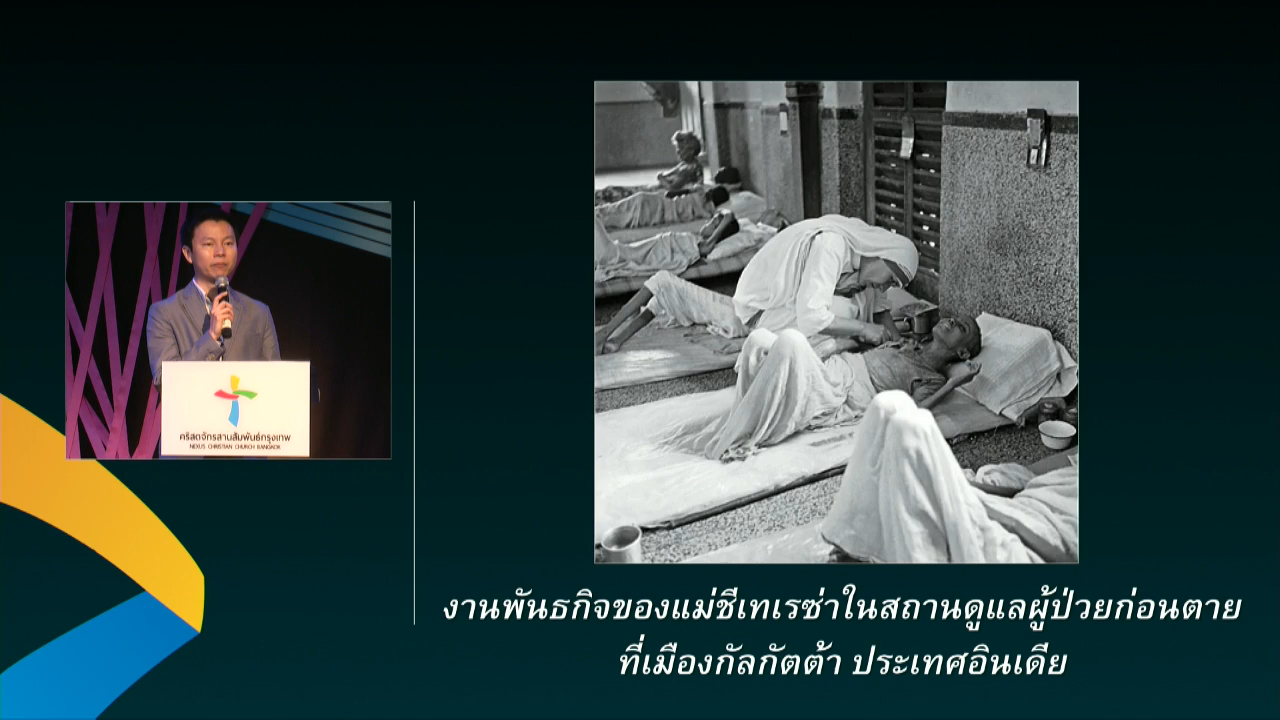 คริสตจักรสานสัมพันธ์กรุงเทพ
NEXUS CHRISTIAN CHURCH BANGKOK
งานพันธกิจของแม่ชีเทเรซ่าในสถานดูแลผู้ป่วยก่อนตาย
ที่เมืองกัลกัตต้า ประเทศอินเดีย